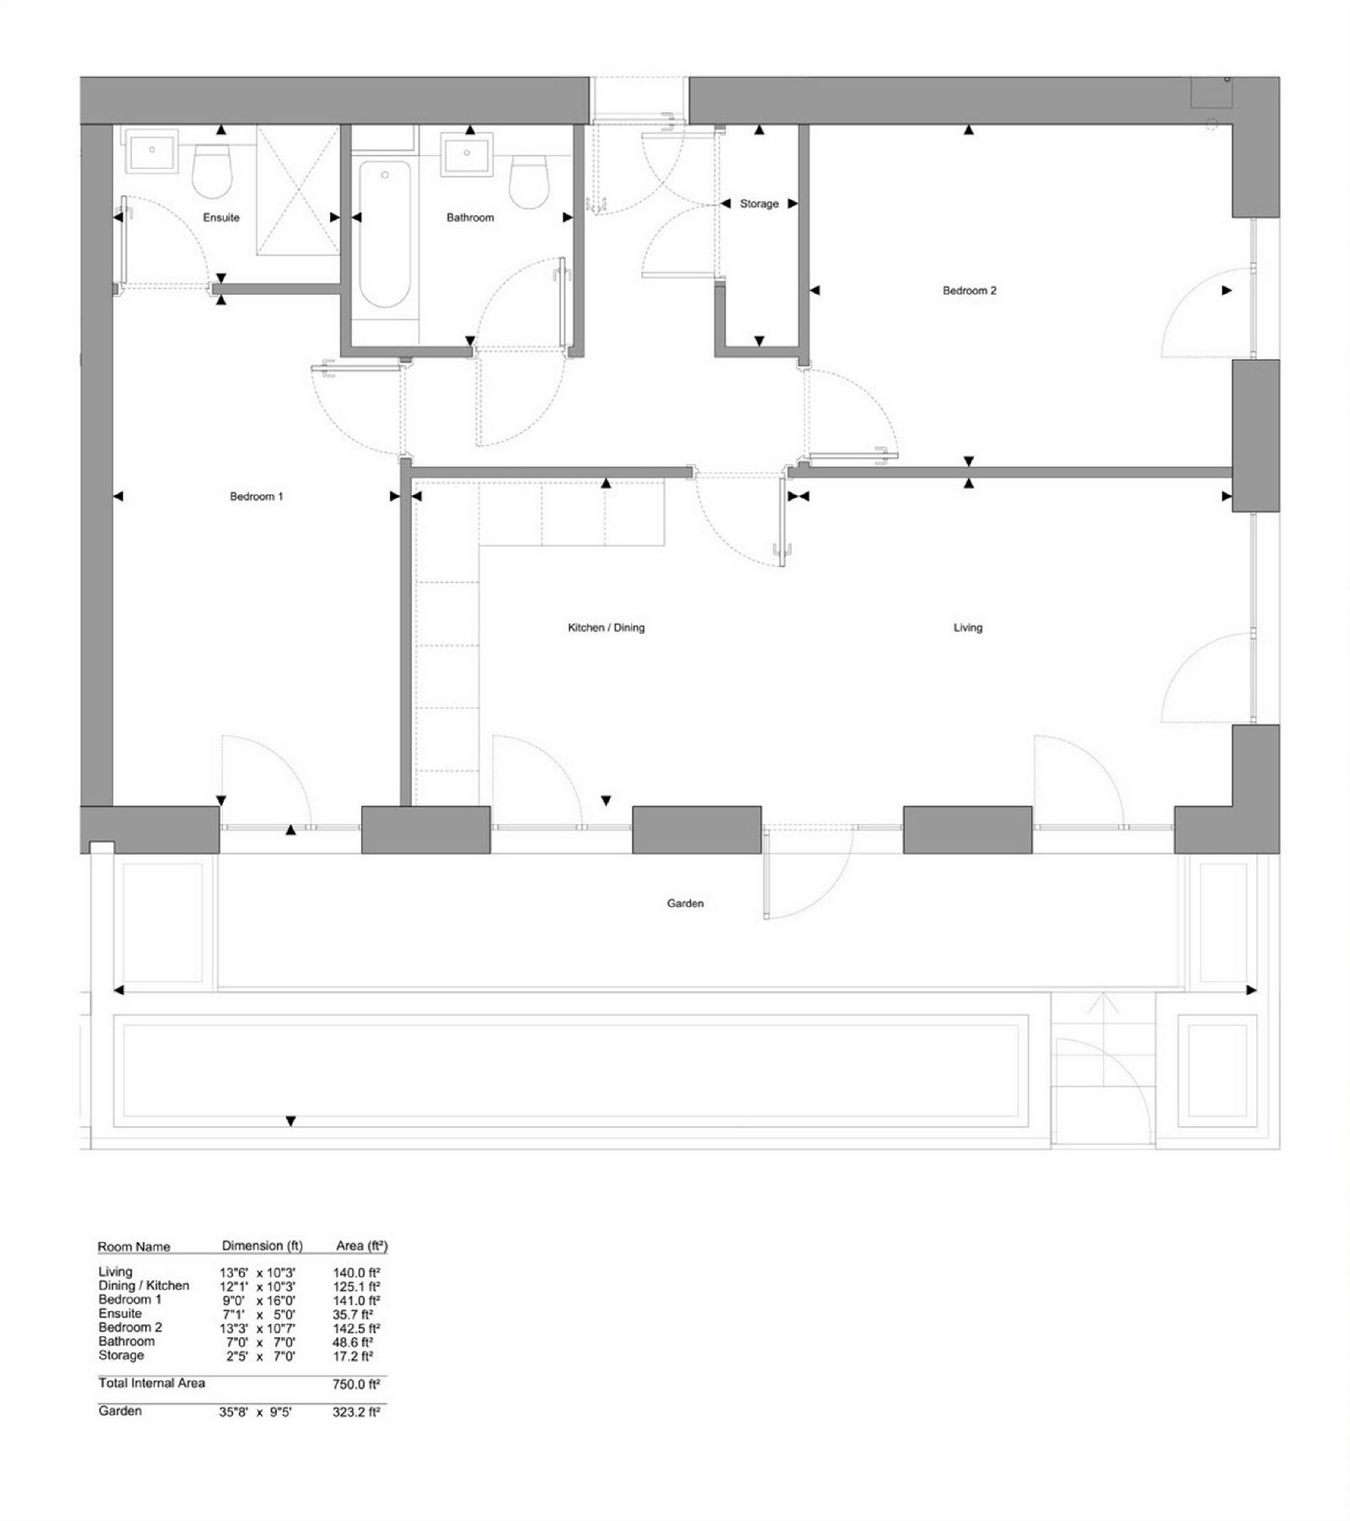 Storage
Ensuite
Bathroom
Bedroom 2
Bedroom 1
Kitchen / Dining
Living
Garden
Room Name Dimension (ft) Area (ft²)
Living 13"6' x 10"3' 140.0 ft²
Dining / Kitchen 12"1' x 10"3' 125.1 ft²
Bedroom 1 9"0' x 16"0' 141.0 ft²
Ensuite 7"1' x 5"0' 35.7 ft²
Bedroom 2 13"3' x 10"7' 142.5 ft²
Bathroom 7"0' x 7"0' 48.6 ft²
Storage 2"5' x 7"0' 17.2 ft²
Total Internal Area 750.0 ft²
Garden 35"8' x 9"5' 323.2 ft²